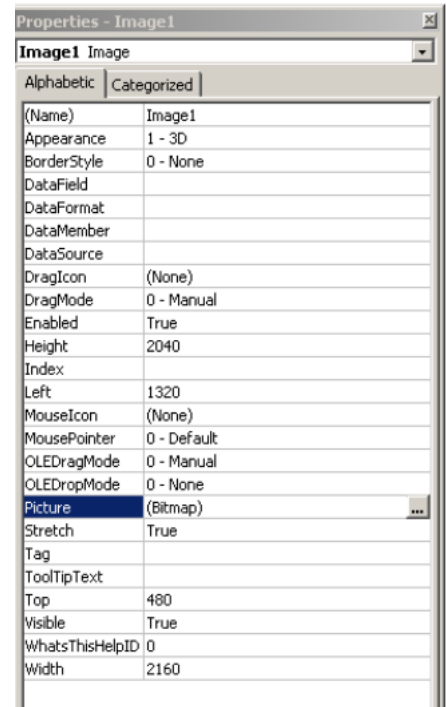 Properties - Image1
Image1 Image
Alphabetic Categorized
(Name) Image1
Appearance 1 - 3D
BorderStyle 0 - None
DataField
DataFormat
DataMember
DataSource
DragIcon (None)
DragMode 0 - Manual
Enabled True
Height 2040
Index
Left 1320
MouseIcon (None)
MousePointer 0 - Default
OLEDragMode 0 - Manual
OLEDropMode 0 - None
Picture (Bitmap) ...
Stretch True
Tag
ToolTipText
Top 480
Visible True
WhatsThisHelpID 0
Width 2160